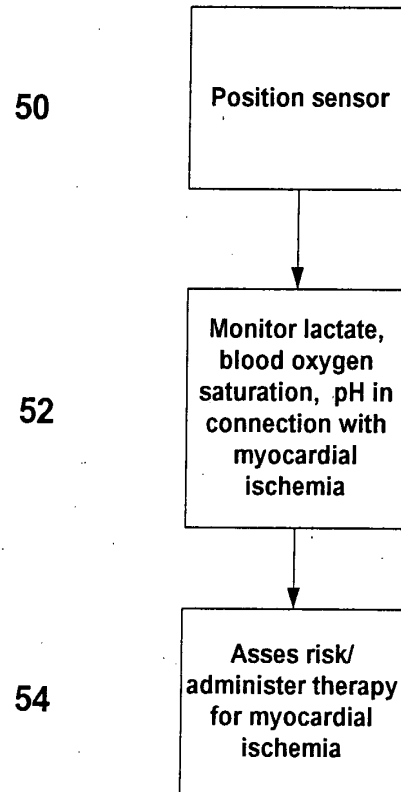 50
Position sensor
52
Monitor lactate,
blood oxygen
saturation, pH in
connection with
myocardial
ischemia
54
Asses risk/
administer therapy
for myocardial
ischemia